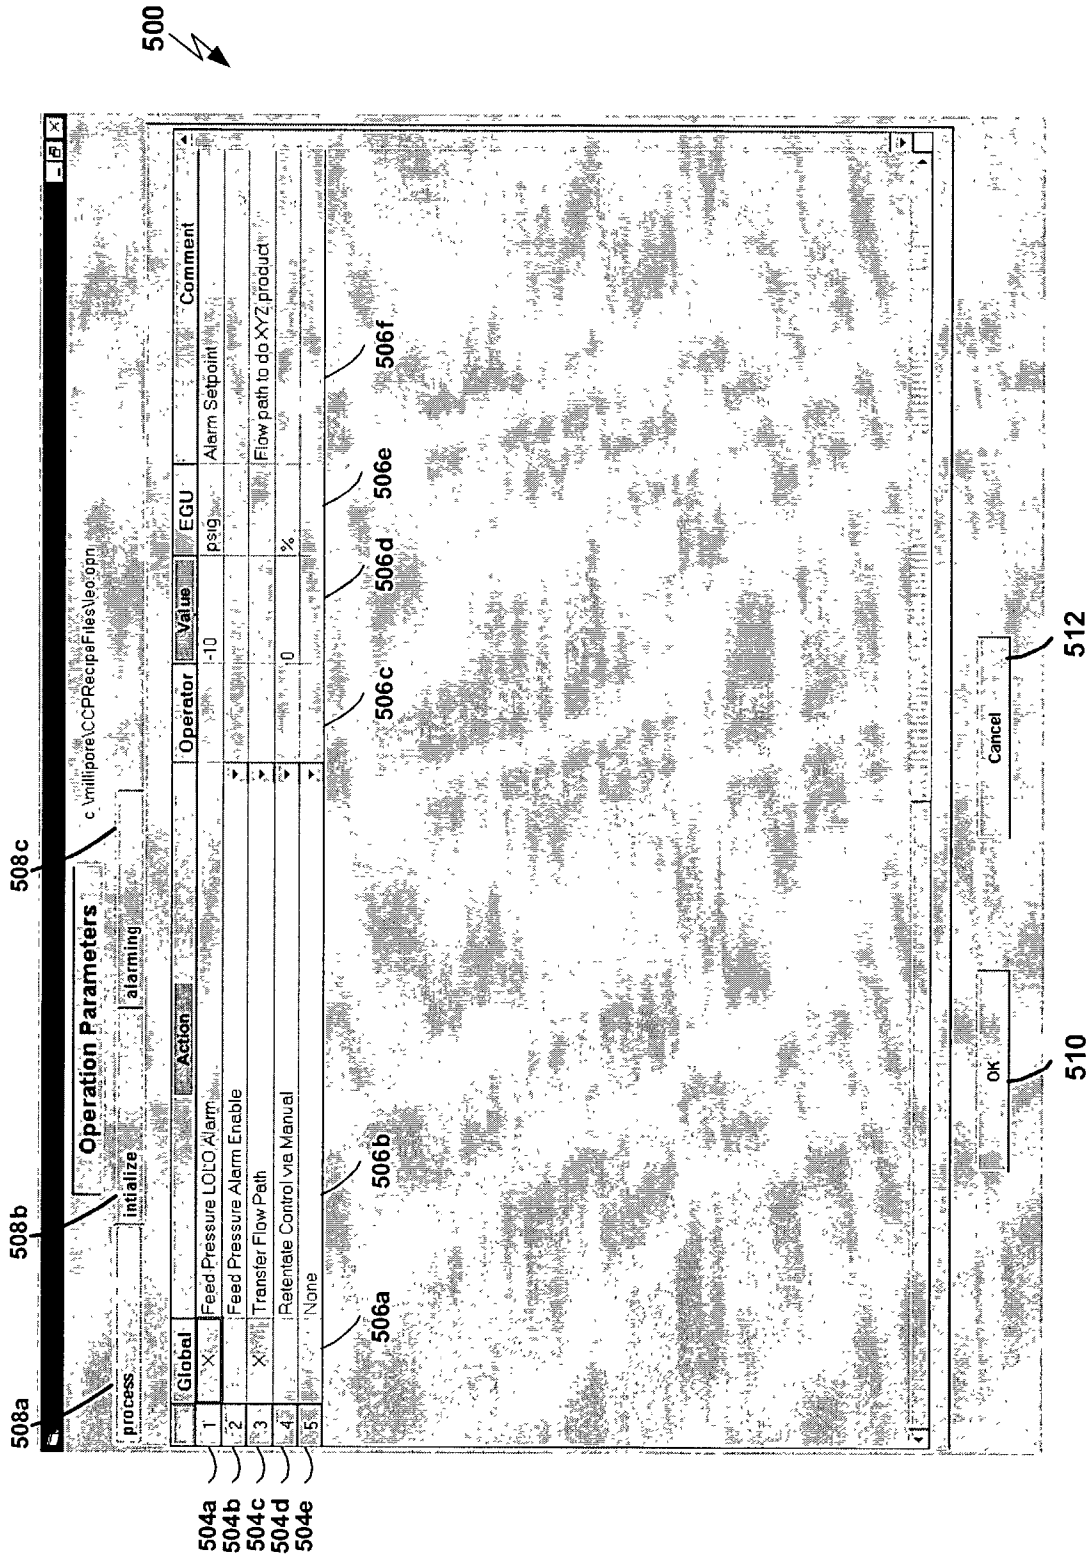 500
508a
508b
508c
Operation Parameters
c \millipore\CCPRecipeFiles\leo.opn
process
intialize
alarming
Global Action Operator Value EGU Comment
504a 1 X Feed Pressure LOLO Alarm -10 psig Alarm Setpoint
504b 2 Feed Pressure Alarm Enable
504c 3 X Transfer Flow Path Flow path to do XYZ product
504d 4 Retentate Control via Manual 0 %
504e 5 None
506a 506b 506c 506d 506e 506f
OK
Cancel
510
512